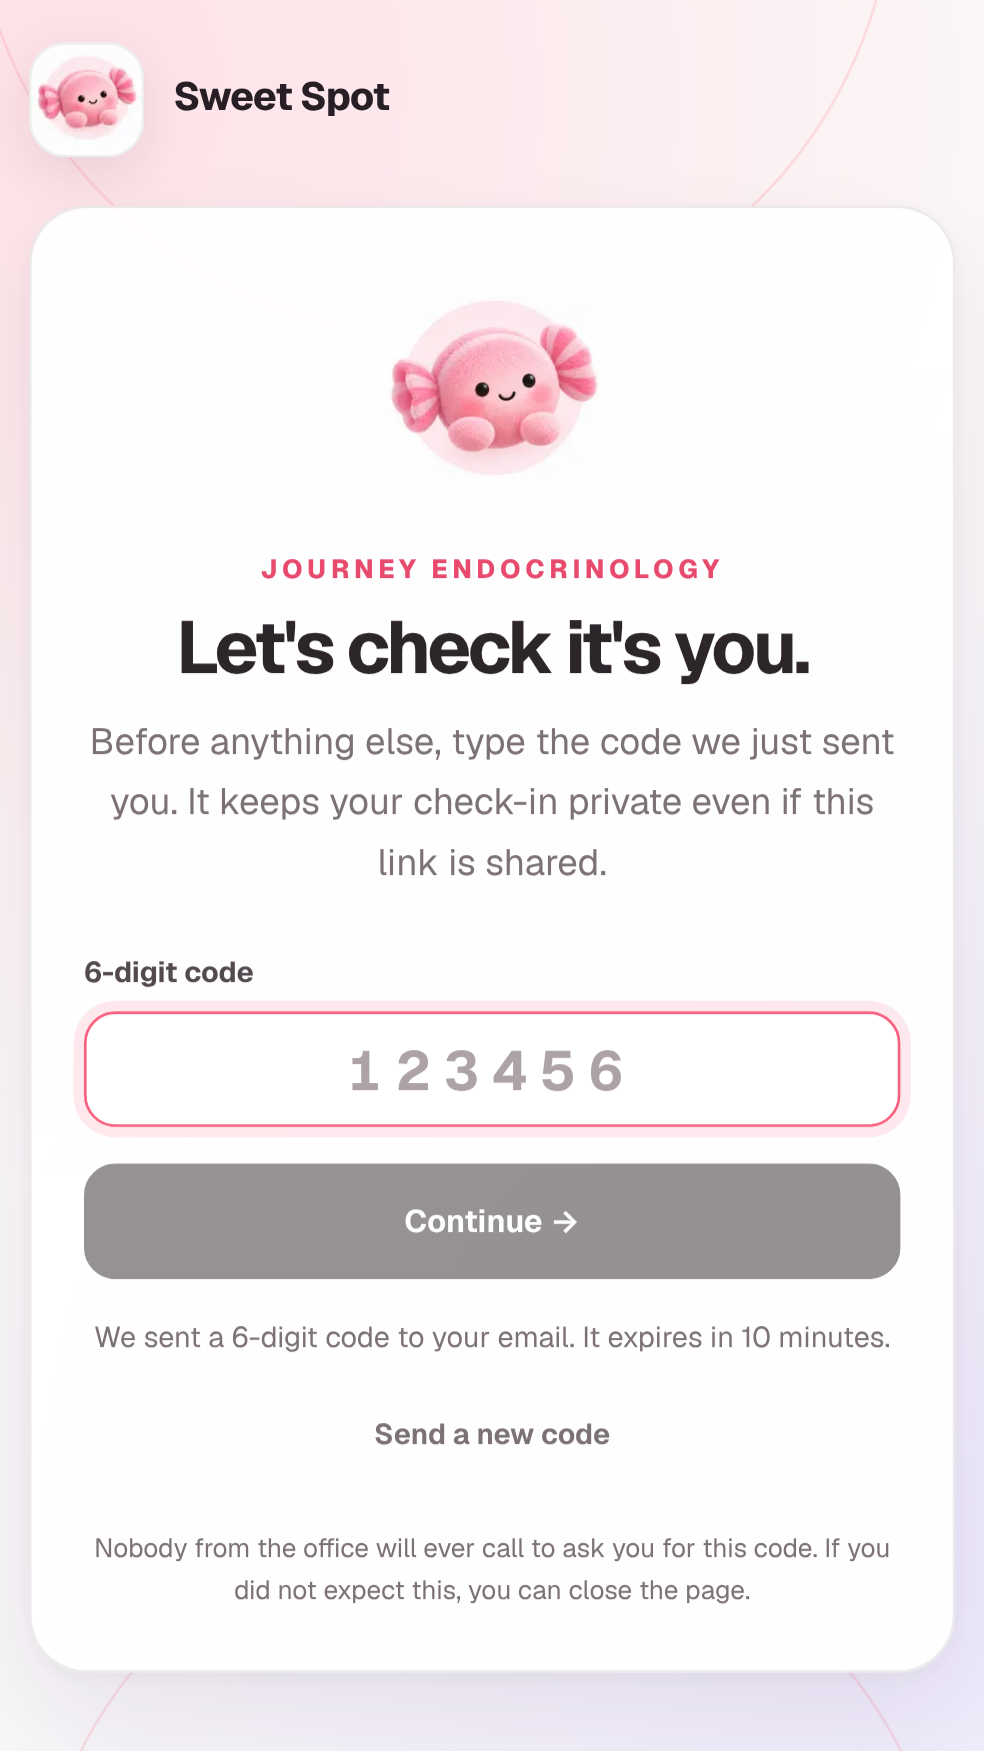 Sweet Spot
JOURNEY ENDOCRINOLOGY
Let's check it's you.
Before anything else, type the code we just sent
you. It keeps your check-in private even if this
link is shared.
6-digit code
123456
Continue →
We sent a 6-digit code to your email. It expires in 10 minutes.
Send a new code
Nobody from the office will ever call to ask you for this code. If you
did not expect this, you can close the page.